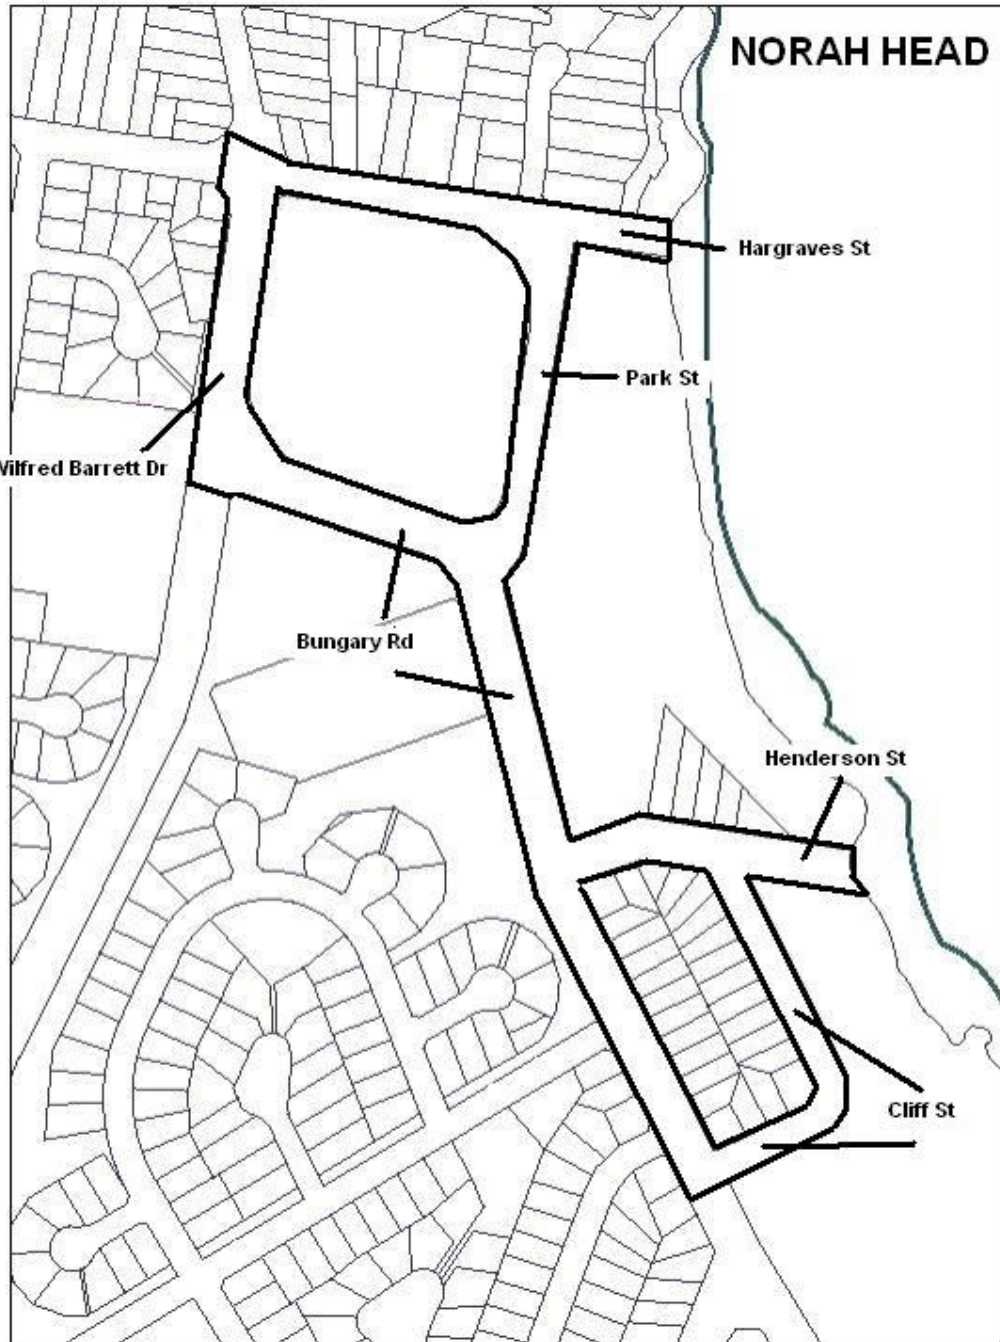 NORAH HEAD
Hargraves St
Park St
Wilfred Barrett Dr
Bungary Rd
Henderson St
Cliff St